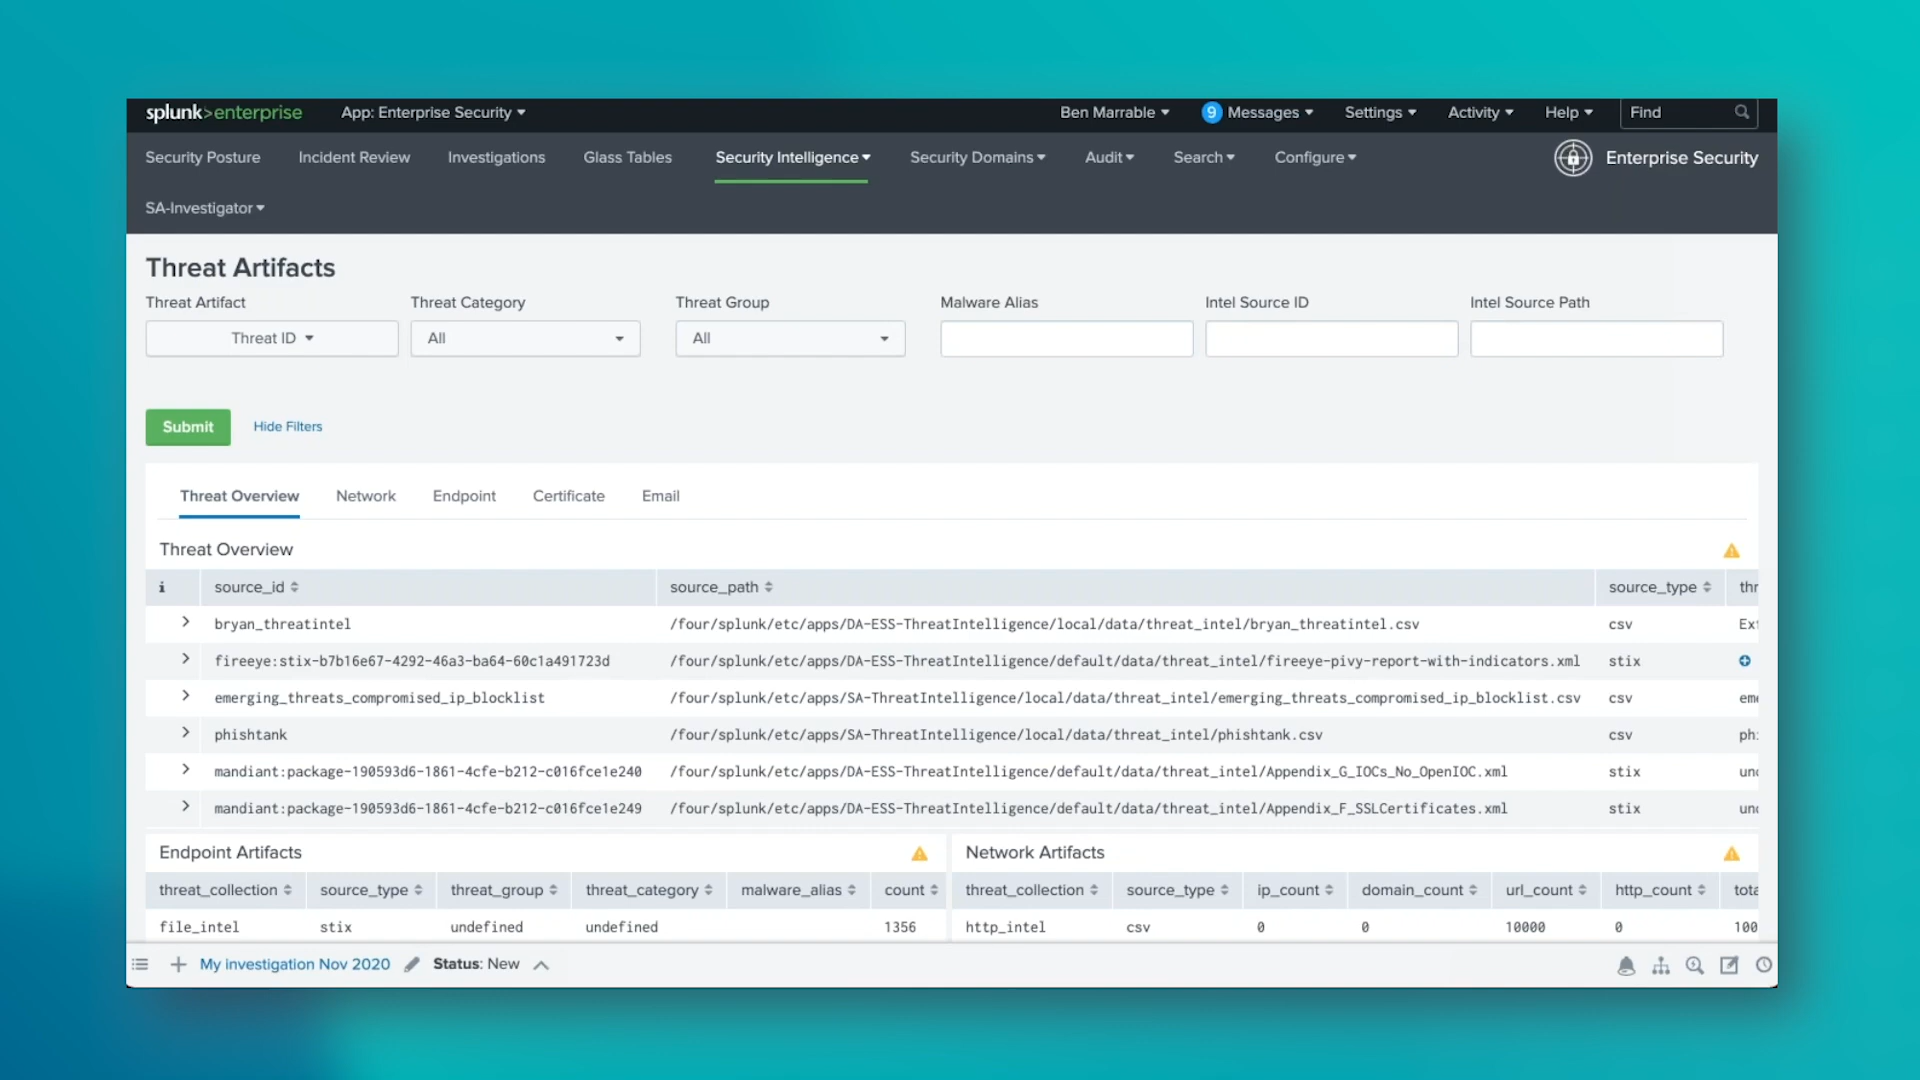 splunk>enterprise App: Enterprise Security Ben Marrable 9 Messages Settings Activity Help Find
Security Posture Incident Review Investigations Glass Tables Security Intelligence Security Domains Audit Search Configure Enterprise Security
SA-Investigator
Threat Artifacts
Threat Artifact Threat Category Threat Group Malware Alias Intel Source ID Intel Source Path
Threat ID All All
Submit Hide Filters
Threat Overview Network Endpoint Certificate Email
Threat Overview
i source_id source_path source_type thr
bryan_threatintel /four/splunk/etc/apps/DA-ESS-ThreatIntelligence/local/data/threat_intel/bryan_threatintel.csv csv Ex
fireeye:stix-b7b16e67-4292-46a3-ba64-60c1a491723d /four/splunk/etc/apps/DA-ESS-ThreatIntelligence/default/data/threat_intel/fireeye-pivy-report-with-indicators.xml stix
emerging_threats_compromised_ip_blocklist /four/splunk/etc/apps/SA-ThreatIntelligence/local/data/threat_intel/emerging_threats_compromised_ip_blocklist.csv csv eme
phishtank /four/splunk/etc/apps/SA-ThreatIntelligence/local/data/threat_intel/phishtank.csv csv ph
mandiant:package-190593d6-1861-4cfe-b212-c016fce1e240 /four/splunk/etc/apps/DA-ESS-ThreatIntelligence/default/data/threat_intel/Appendix_G_IOCs_No_OpenIOC.xml stix und
mandiant:package-190593d6-1861-4cfe-b212-c016fce1e249 /four/splunk/etc/apps/DA-ESS-ThreatIntelligence/default/data/threat_intel/Appendix_F_SSLCertificates.xml stix und
Endpoint Artifacts Network Artifacts
threat_collection source_type threat_group threat_category malware_alias count threat_collection source_type ip_count domain_count url_count http_count tota
file_intel stix undefined undefined 1356 http_intel csv 0 0 10000 0 100
My investigation Nov 2020 Status: New